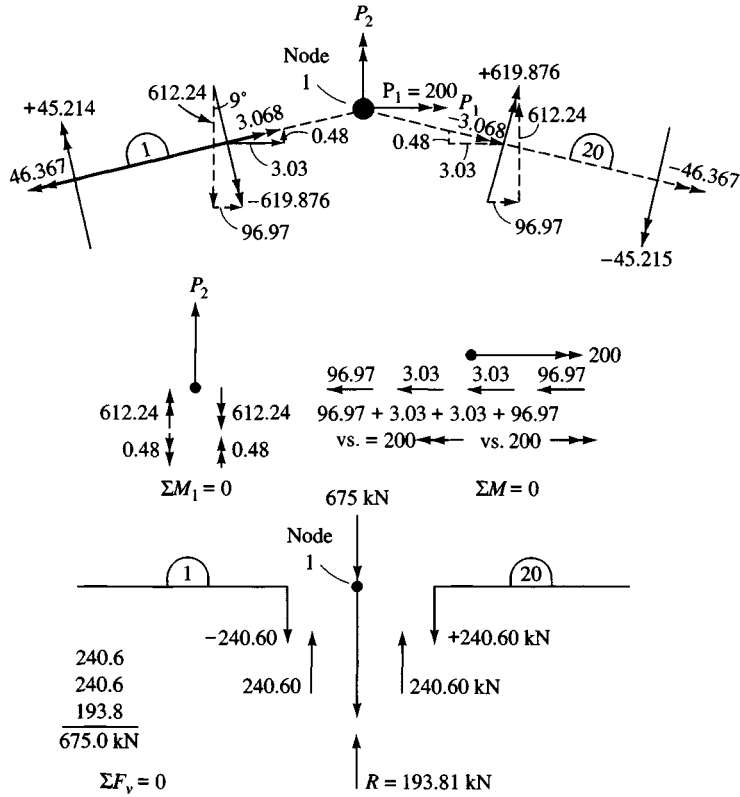 P2
Node
1
P1 = 200
P1
+619.876
612.24
9°
3.068
0.48
3.03
+45.214
1
46.367
−619.876
96.97
−3.068
0.48
3.03
612.24
20
−46.367
96.97
−45.215
P2
612.24
612.24
0.48
0.48
ΣM1 = 0
200
96.97 3.03 3.03 96.97
96.97 + 3.03 + 3.03 + 96.97
vs. = 200 vs. 200
ΣM = 0
675 kN
Node
1
1
20
−240.60
+240.60 kN
240.60
240.60 kN
240.6
240.6
193.8
675.0 kN
ΣFv = 0
R = 193.81 kN